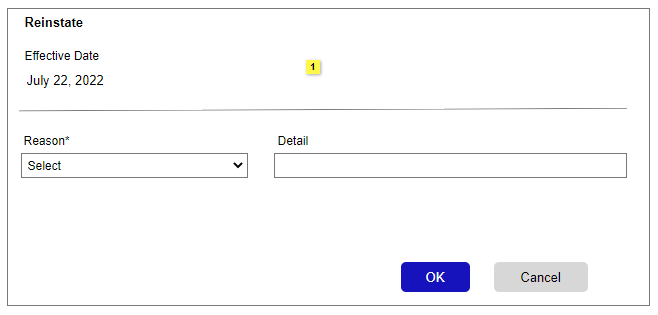 Reinstate
Effective Date
1
July 22, 2022
Reason*
Detail
Select
OK
Cancel